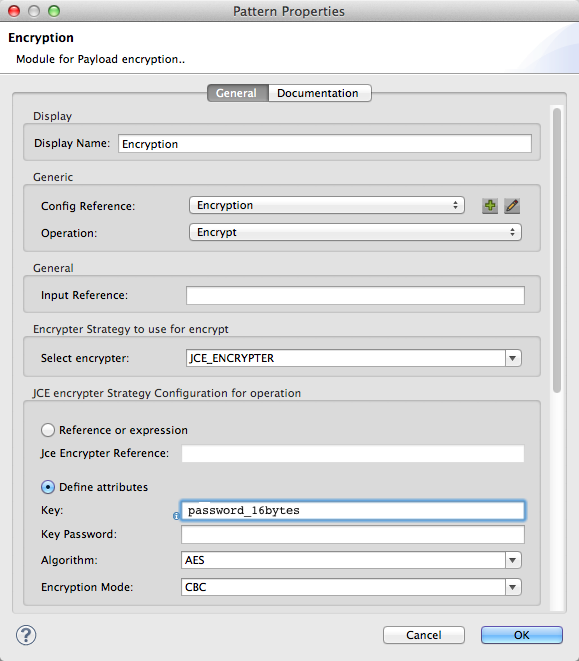 Pattern Properties
Encryption
Module for Payload encryption..
General Documentation
Display
Display Name: Encryption
Generic
Config Reference: Encryption
Operation: Encrypt
General
Input Reference:
Encrypter Strategy to use for encrypt
Select encrypter: JCE_ENCRYPTER
JCE encrypter Strategy Configuration for operation
Reference or expression
Jce Encrypter Reference:
Define attributes
Key: password_16bytes
Key Password:
Algorithm: AES
Encryption Mode: CBC
? Cancel OK